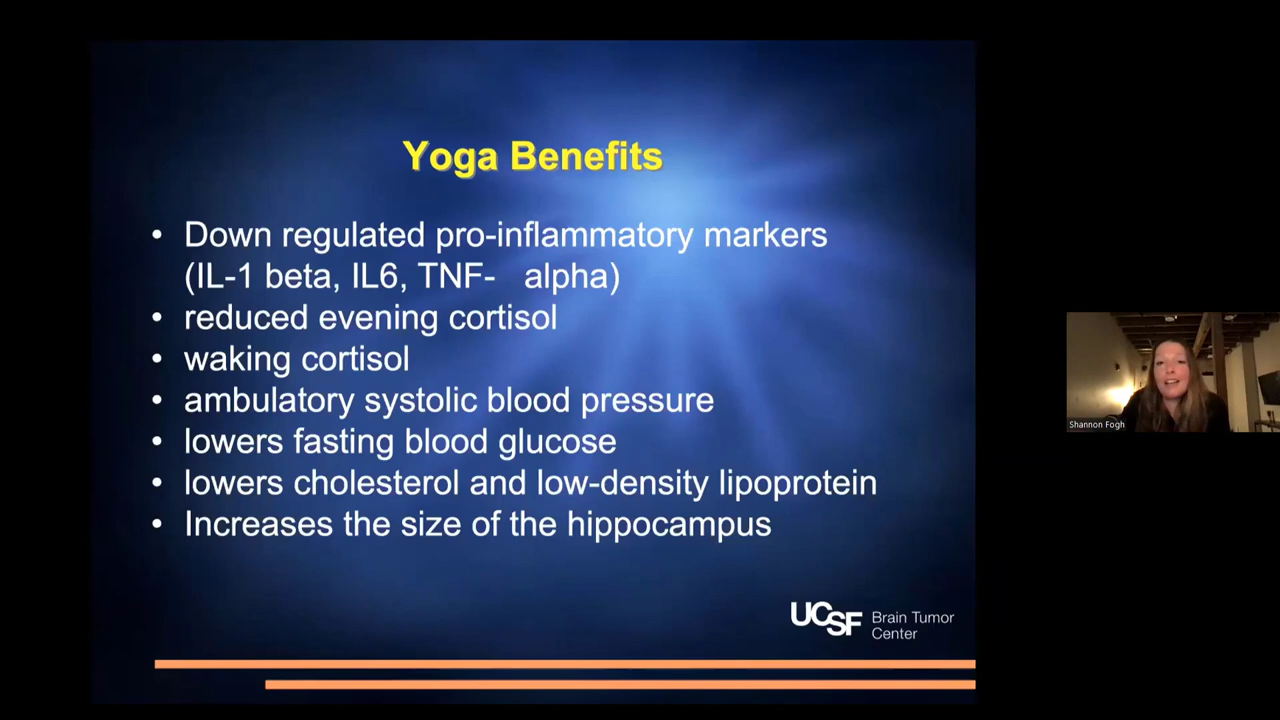 Yoga Benefits
• Down regulated pro-inflammatory markers
(IL-1 beta, IL6, TNF-   alpha)
• reduced evening cortisol
• waking cortisol
• ambulatory systolic blood pressure
• lowers fasting blood glucose
• lowers cholesterol and low-density lipoprotein
• Increases the size of the hippocampus
UCSF Brain Tumor
Center
Shannon Fogh